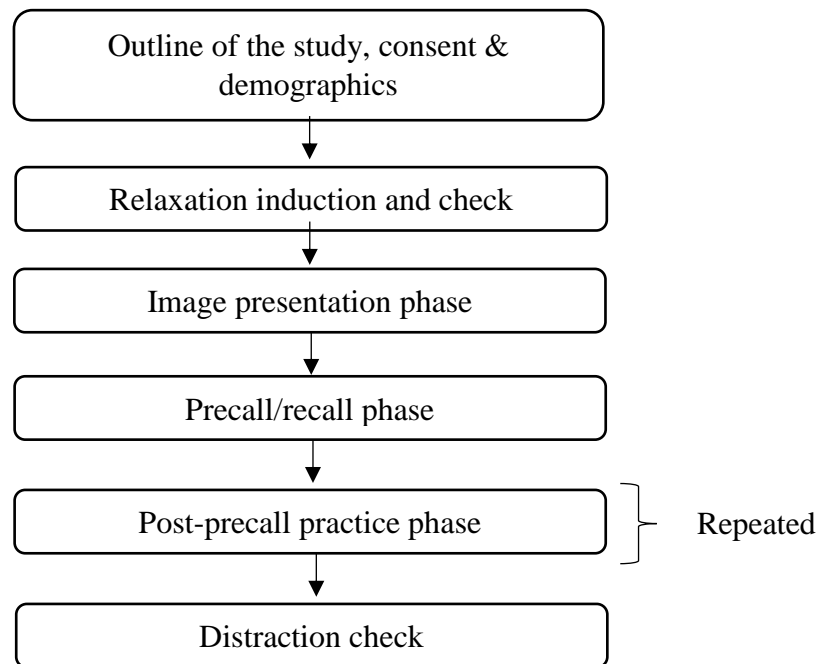 Outline of the study, consent &
demographics
Relaxation induction and check
Image presentation phase
Precall/recall phase
Post-precall practice phase
Repeated
Distraction check